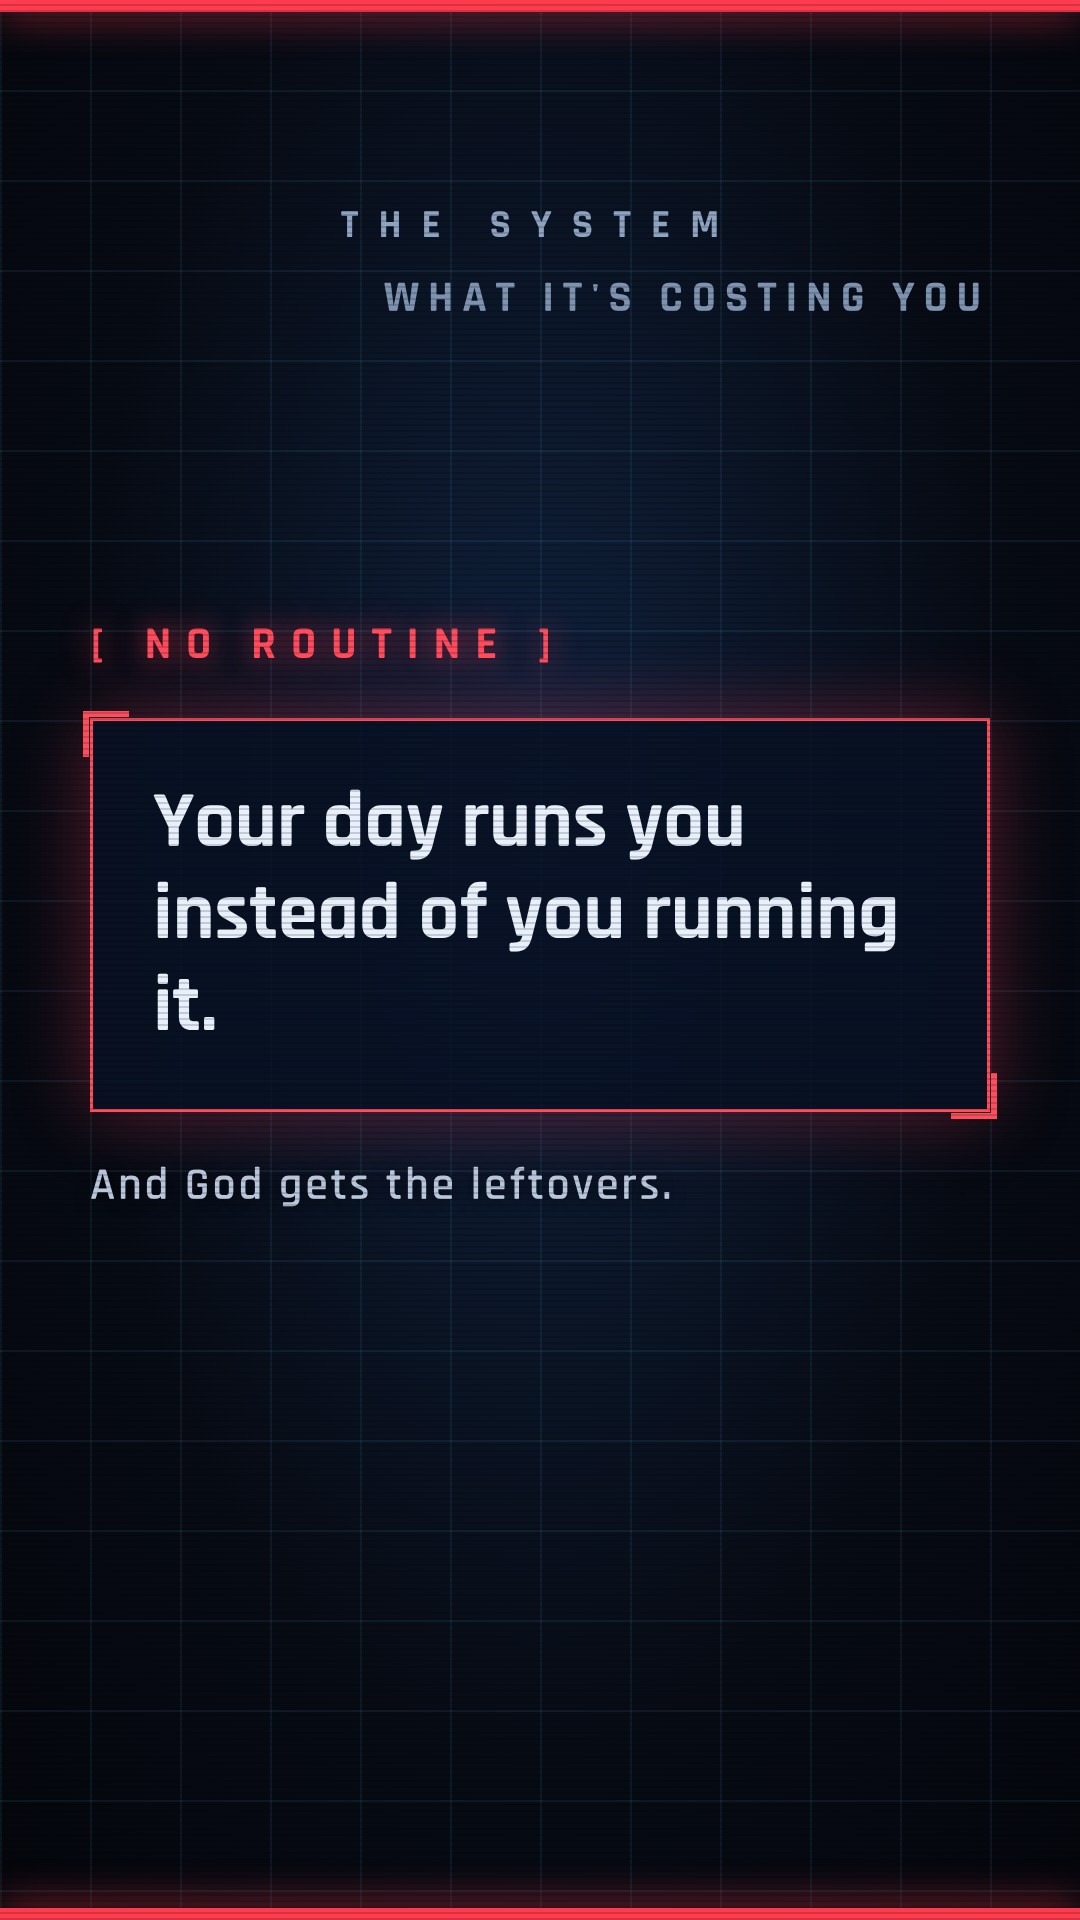 THE SYSTEM
WHAT IT'S COSTING YOU
[ NO ROUTINE ]
Your day runs you
instead of you running
it.
And God gets the leftovers.